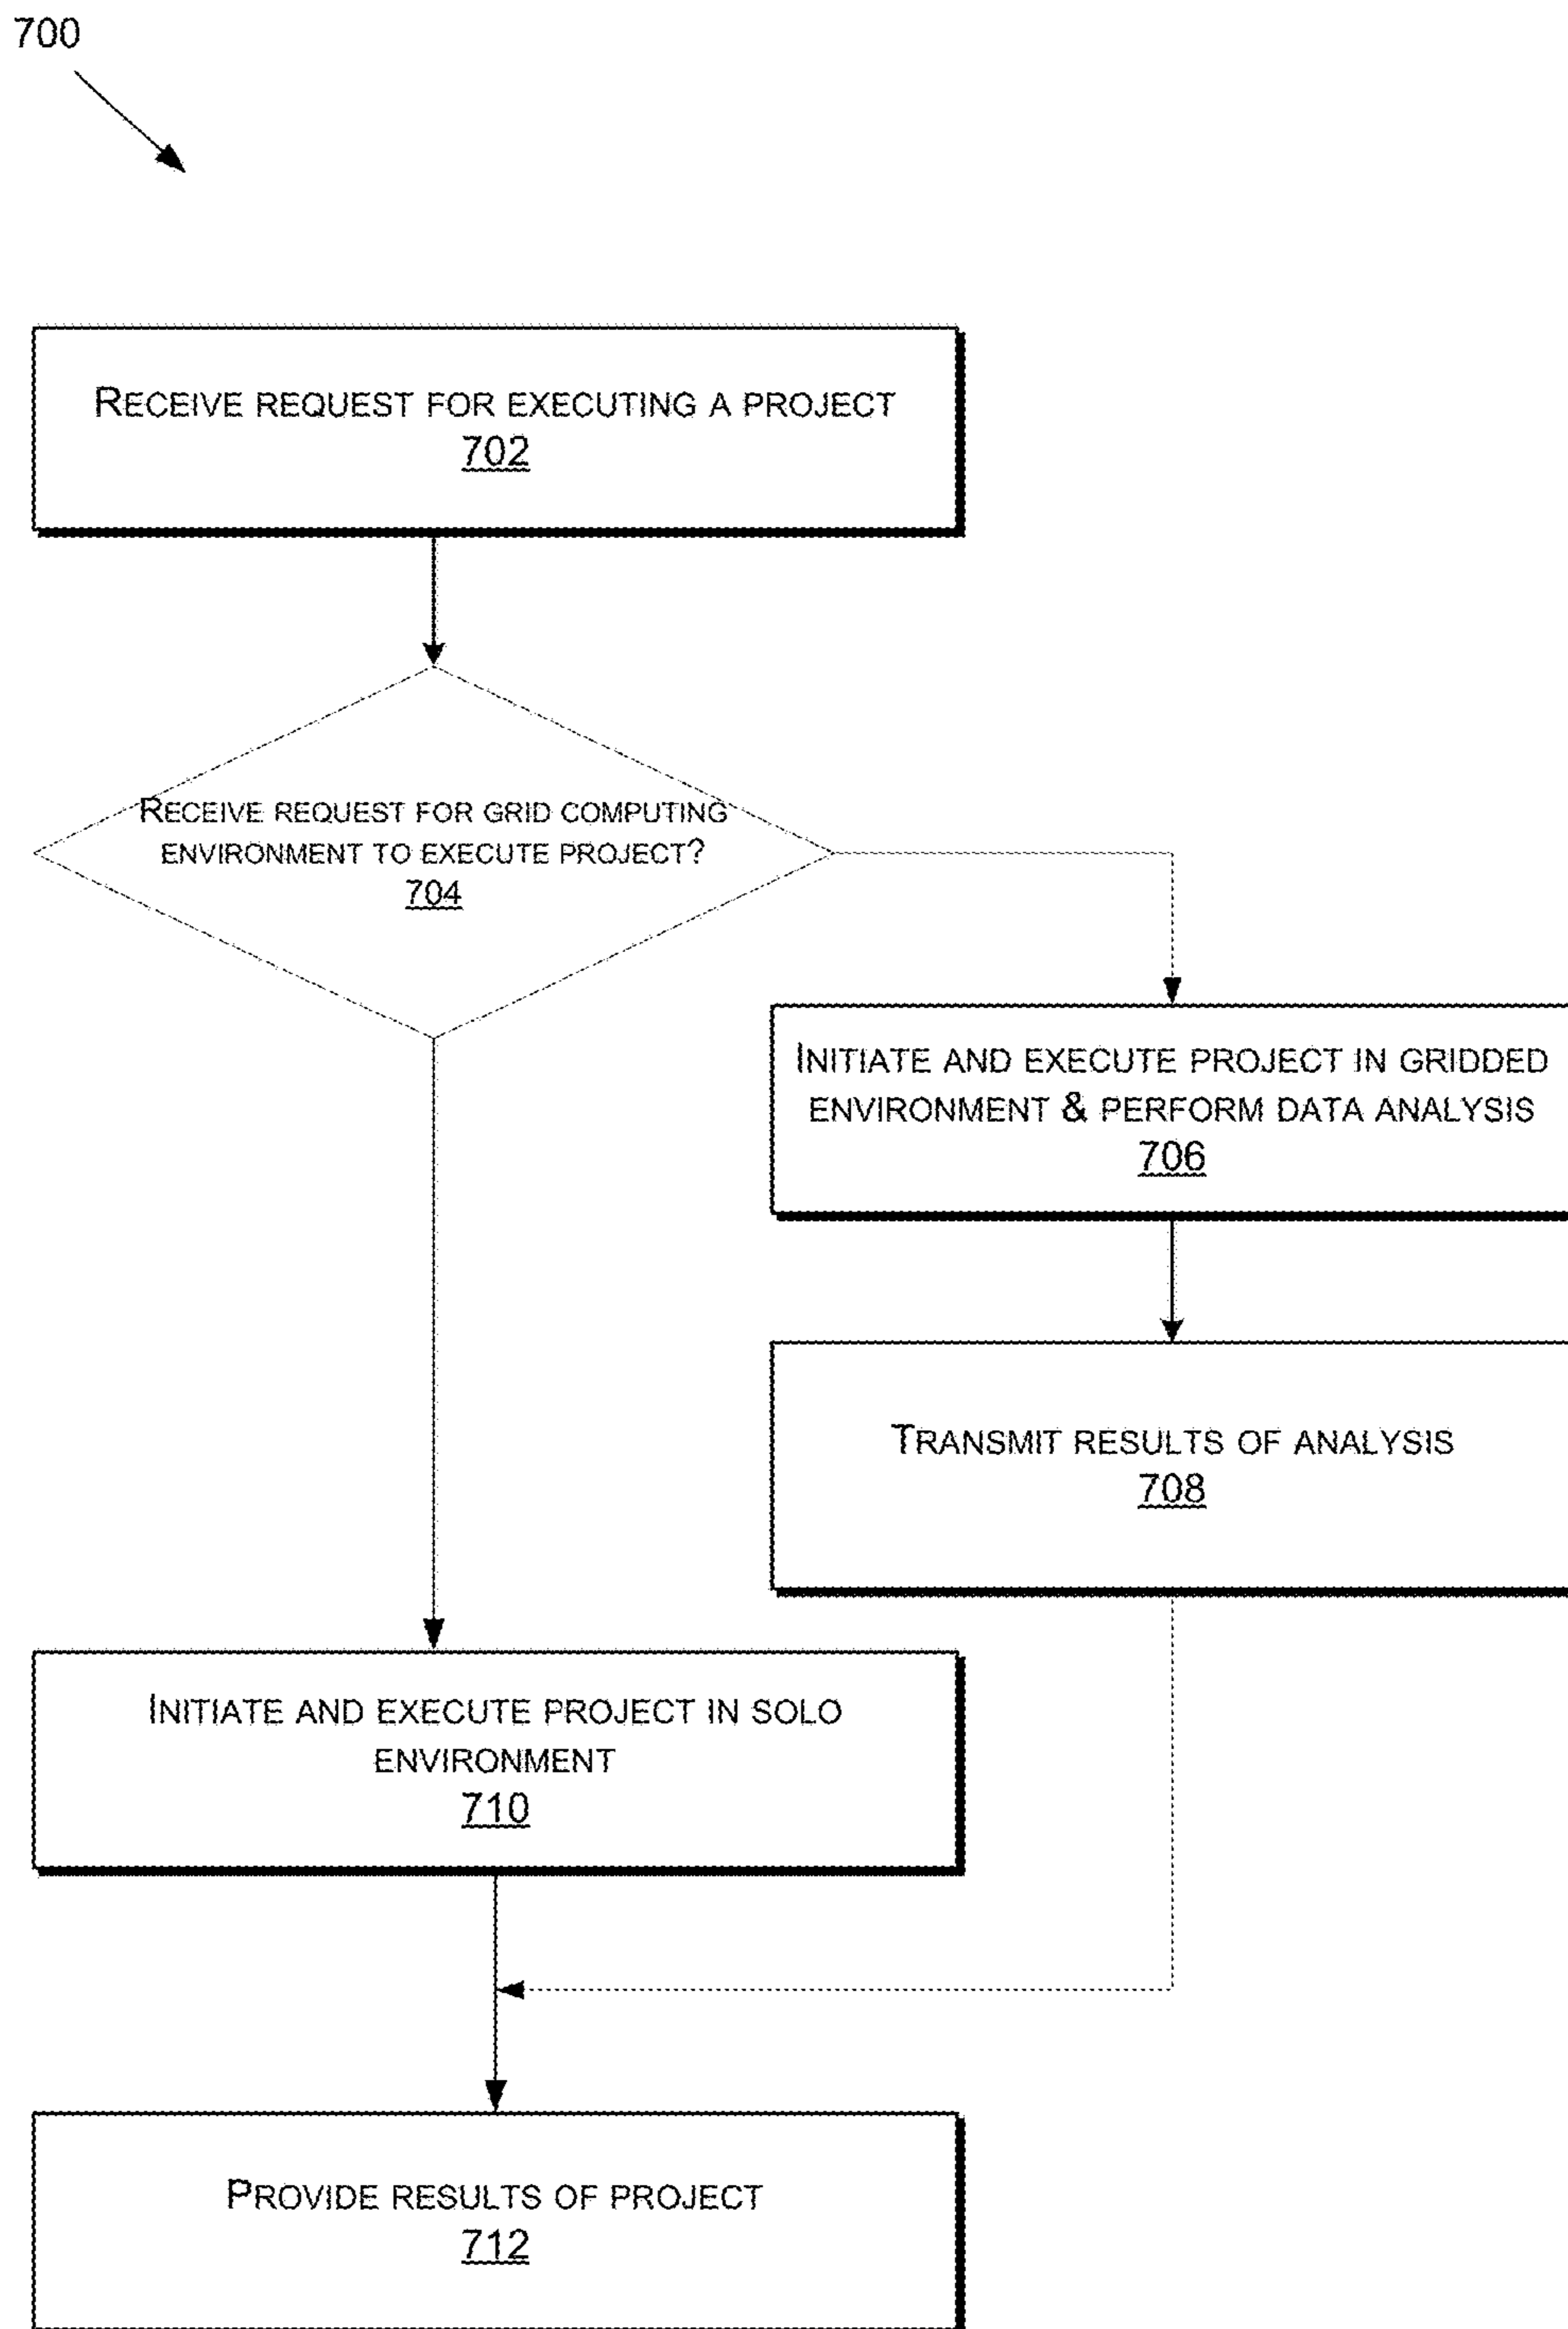 700
RECEIVE REQUEST FOR EXECUTING A PROJECT
702
RECEIVE REQUEST FOR GRID COMPUTING
ENVIRONMENT TO EXECUTE PROJECT?
704
INITIATE AND EXECUTE PROJECT IN GRIDDED
ENVIRONMENT & PERFORM DATA ANALYSIS
706
TRANSMIT RESULTS OF ANALYSIS
708
INITIATE AND EXECUTE PROJECT IN SOLO
ENVIRONMENT
710
PROVIDE RESULTS OF PROJECT
712